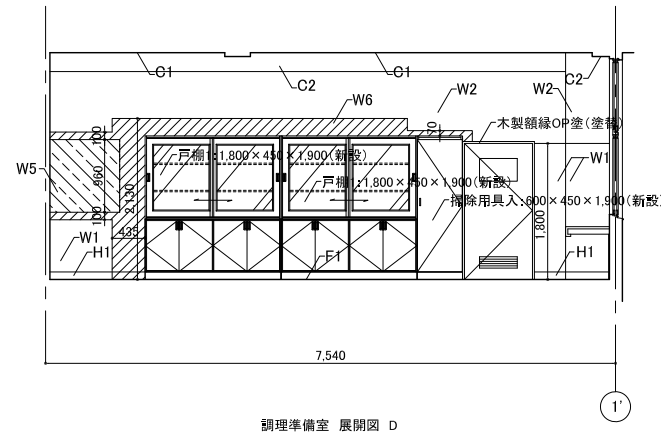 C1
C2
C1
W2
W2
C2
W6
70
木製額縁OP塗(塗替)
100
960
100
2,130
W5
戸棚1:1,800×450×1,900(新設)
戸棚1:1,800×450×1,900(新設)
掃除用具入:600×450×1,900(新設)
W1
1,800
435
W1
H1
F1
H1
7,540
1'
調理準備室 展開図 D